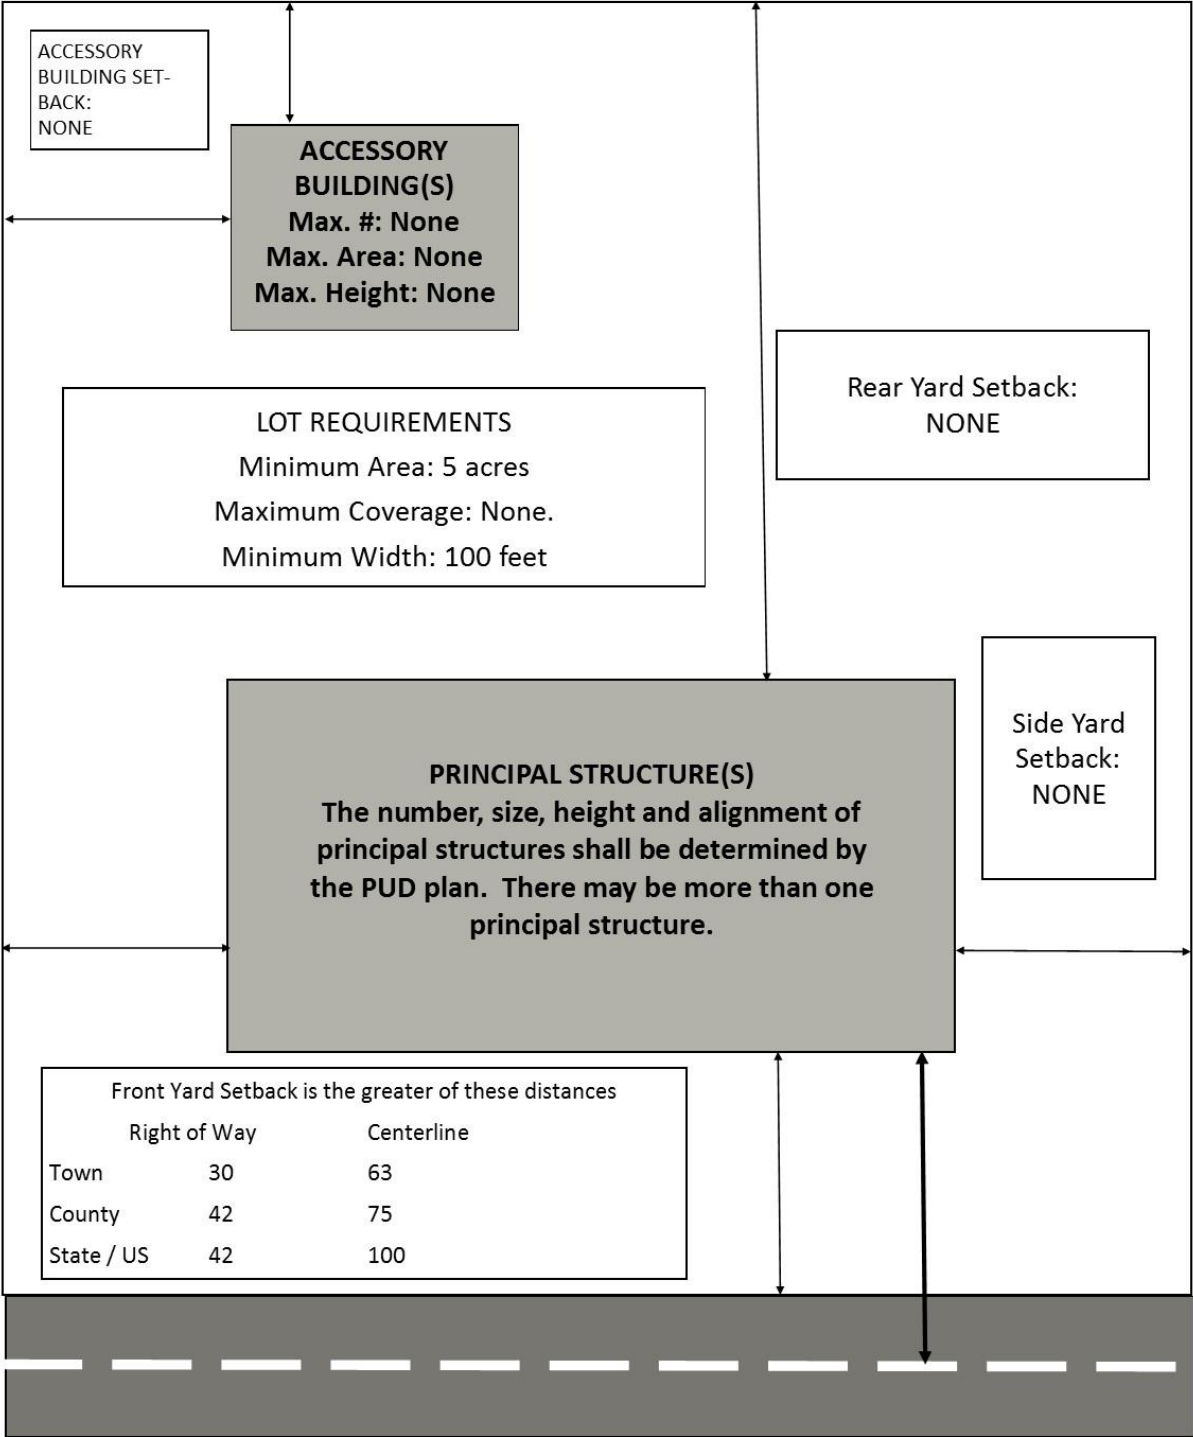 ACCESSORY
BUILDING SET-
BACK:
NONE
ACCESSORY
BUILDING(S)
Max. #: None
Max. Area: None
Max. Height: None
Rear Yard Setback:
NONE
LOT REQUIREMENTS
Minimum Area: 5 acres
Maximum Coverage: None.
Minimum Width: 100 feet
Side Yard
Setback:
NONE
PRINCIPAL STRUCTURE(S)
The number, size, height and alignment of
principal structures shall be determined by
the PUD plan.  There may be more than one
principal structure.
Front Yard Setback is the greater of these distances
Right of Way Centerline
Town 30 63
County 42 75
State / US 42 100